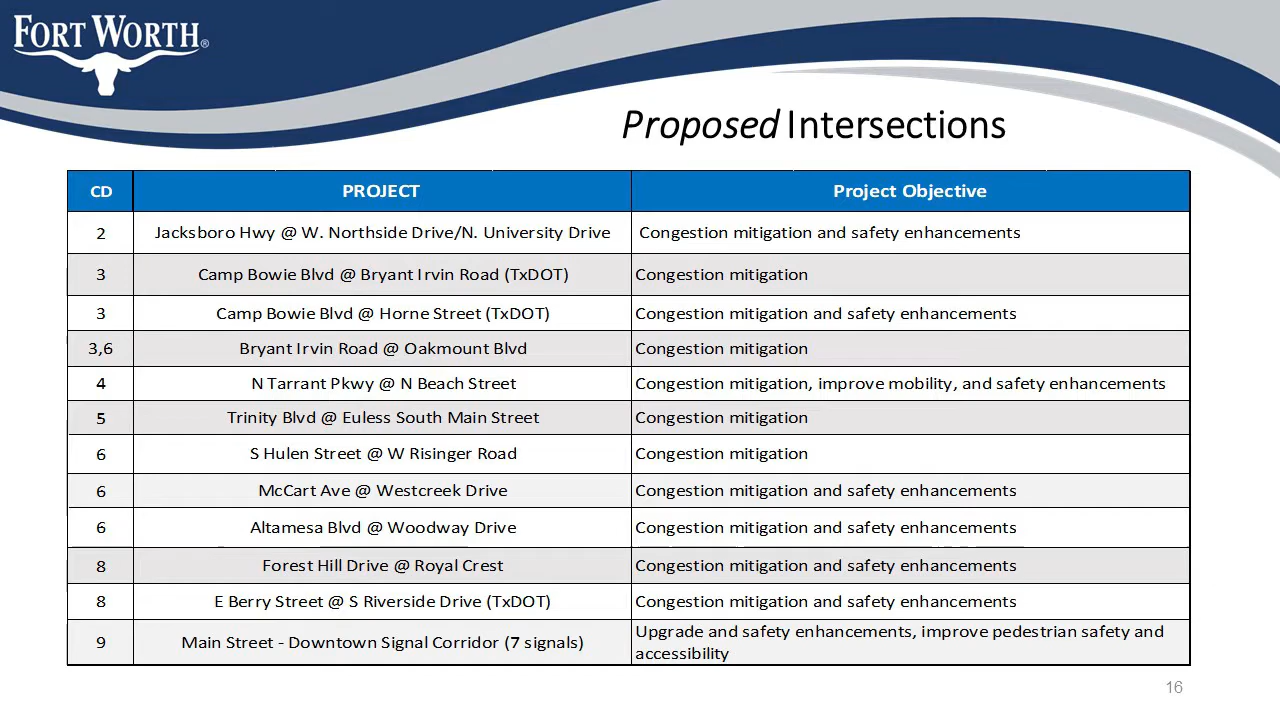 FORT WORTH®
Proposed Intersections
CD PROJECT Project Objective
2 Jacksboro Hwy @ W. Northside Drive/N. University Drive Congestion mitigation and safety enhancements
3 Camp Bowie Blvd @ Bryant Irvin Road (TxDOT) Congestion mitigation
3 Camp Bowie Blvd @ Horne Street (TxDOT) Congestion mitigation and safety enhancements
3,6 Bryant Irvin Road @ Oakmount Blvd Congestion mitigation
4 N Tarrant Pkwy @ N Beach Street Congestion mitigation, improve mobility, and safety enhancements
5 Trinity Blvd @ Euless South Main Street Congestion mitigation
6 S Hulen Street @ W Risinger Road Congestion mitigation
6 McCart Ave @ Westcreek Drive Congestion mitigation and safety enhancements
6 Altamesa Blvd @ Woodway Drive Congestion mitigation and safety enhancements
8 Forest Hill Drive @ Royal Crest Congestion mitigation and safety enhancements
8 E Berry Street @ S Riverside Drive (TxDOT) Congestion mitigation and safety enhancements
9 Main Street - Downtown Signal Corridor (7 signals) Upgrade and safety enhancements, improve pedestrian safety and
accessibility
16